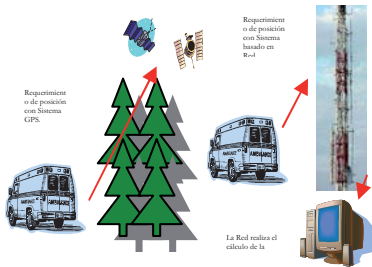 Requerimient
o de posición
con Sistema
GPS.
Requerimient
o de posición
con Sistema
basado en
Red
AMBULANCE
AMBULANCE
La Red realiza el
cálculo de la